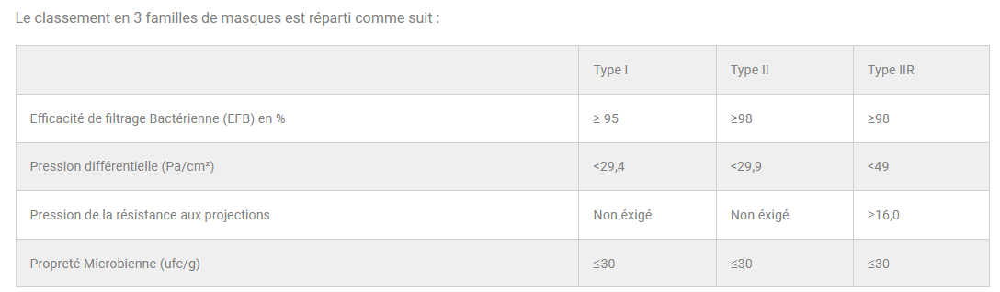 Le classement en 3 familles de masques est réparti comme suit :
Type I Type II Type IIR
Efficacité de filtrage Bactérienne (EFB) en % ≥ 95 ≥98 ≥98
Pression différentielle (Pa/cm²) <29,4 <29,9 <49
Pression de la résistance aux projections Non éxigé Non éxigé ≥16,0
Propreté Microbienne (ufc/g) ≤30 ≤30 ≤30